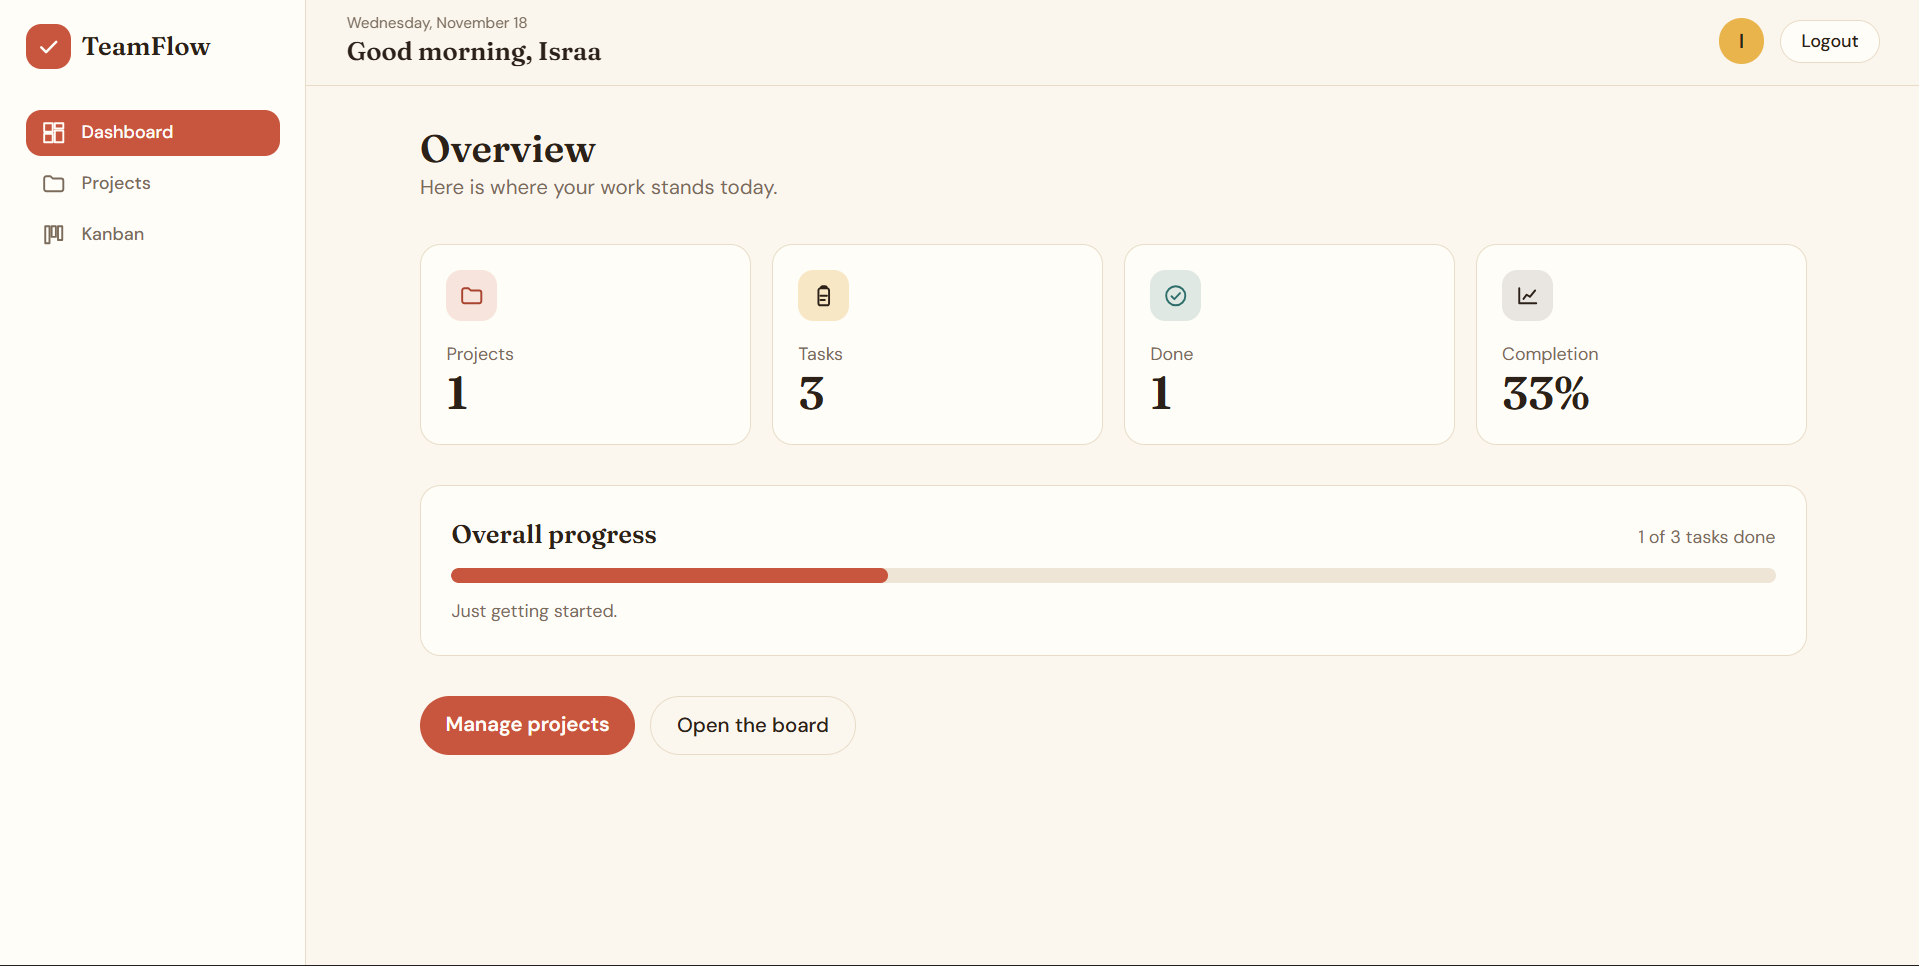 TeamFlow
Dashboard
Projects
Kanban
Wednesday, November 18
Good morning, Israa
I
Logout
Overview
Here is where your work stands today.
Projects
1
Tasks
3
Done
1
Completion
33%
Overall progress
1 of 3 tasks done
Just getting started.
Manage projects
Open the board